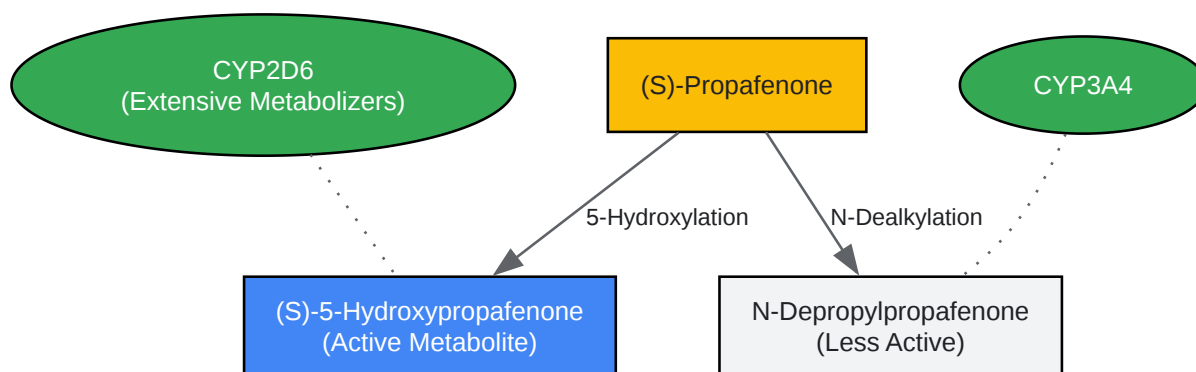 CYP2D6
(Extensive Metabolizers)
(S)-Propafenone
CYP3A4
5-Hydroxylation
N-Dealkylation
(S)-5-Hydroxypropafenone
(Active Metabolite)
N-Depropylpropafenone
(Less Active)